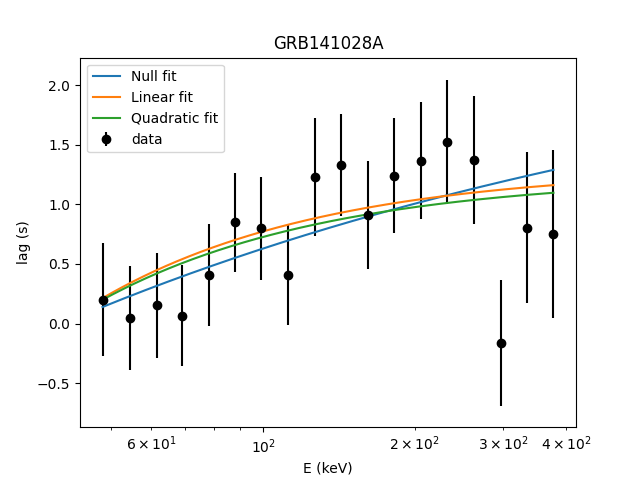 GRB141028A
Null fit
Linear fit
Quadratic fit
data
lag (s)
2.0
1.5
1.0
0.5
0.0
−0.5
6 × 10¹
10²
2 × 10²
3 × 10²
4 × 10²
E (keV)